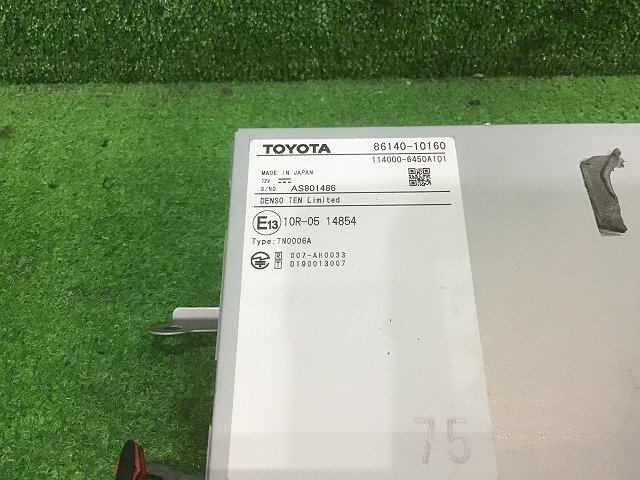 TOYOTA 86140-10160
114000-6450A101
MADE IN JAPAN
12V
S/NO. AS801486
DENSO TEN Limited
E13 10R-05 14854
Type:TN0006A
R 007-AH0033
T D190013007
75